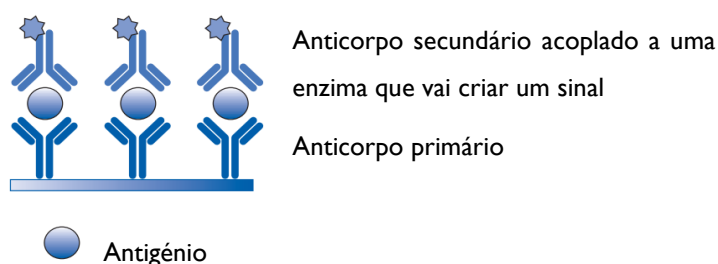 Anticorpo secundário acoplado a uma
enzima que vai criar um sinal
Anticorpo primário
Antigénio